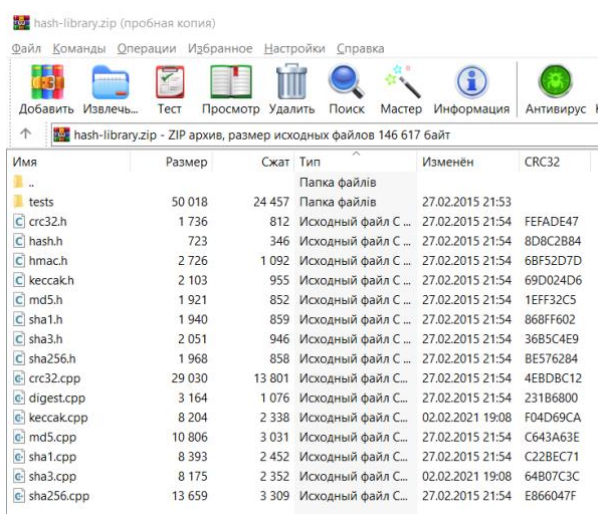 hash-library.zip (пробная копия)
Файл Команды Операции Избранное Настройки Справка
Добавить Извлечь... Тест Просмотр Удалить Поиск Мастер Информация Антивирус
hash-library.zip - ZIP архив, размер исходных файлов 146 617 байт
Имя Размер Сжат Тип Изменён CRC32
.. Папка файлів
tests 50 018 24 457 Папка файлів 27.02.2015 21:53
crc32.h 1 736 812 Исходный файл C ... 27.02.2015 21:54 FEFADE47
hash.h 723 346 Исходный файл C ... 27.02.2015 21:54 8D8C2B84
hmac.h 2 726 1 092 Исходный файл C ... 27.02.2015 21:54 6BF52D7D
keccak.h 2 103 955 Исходный файл C ... 27.02.2015 21:54 69D024D6
md5.h 1 921 852 Исходный файл C ... 27.02.2015 21:54 1EFF32C5
sha1.h 1 940 859 Исходный файл C ... 27.02.2015 21:54 868FF602
sha3.h 2 051 946 Исходный файл C ... 27.02.2015 21:54 36B5C4E9
sha256.h 1 968 858 Исходный файл C ... 27.02.2015 21:54 BE576284
crc32.cpp 29 030 13 801 Исходный файл C... 27.02.2015 21:54 4EBDBC12
digest.cpp 3 164 1 076 Исходный файл C... 27.02.2015 21:54 231B6800
keccak.cpp 8 204 2 338 Исходный файл C... 02.02.2021 19:08 F04D69CA
md5.cpp 10 806 3 031 Исходный файл C... 27.02.2015 21:54 C643A63E
sha1.cpp 8 393 2 452 Исходный файл C... 27.02.2015 21:54 C22BEC71
sha3.cpp 8 175 2 352 Исходный файл C... 02.02.2021 19:08 64B07C3C
sha256.cpp 13 659 3 309 Исходный файл C... 27.02.2015 21:54 E866047F